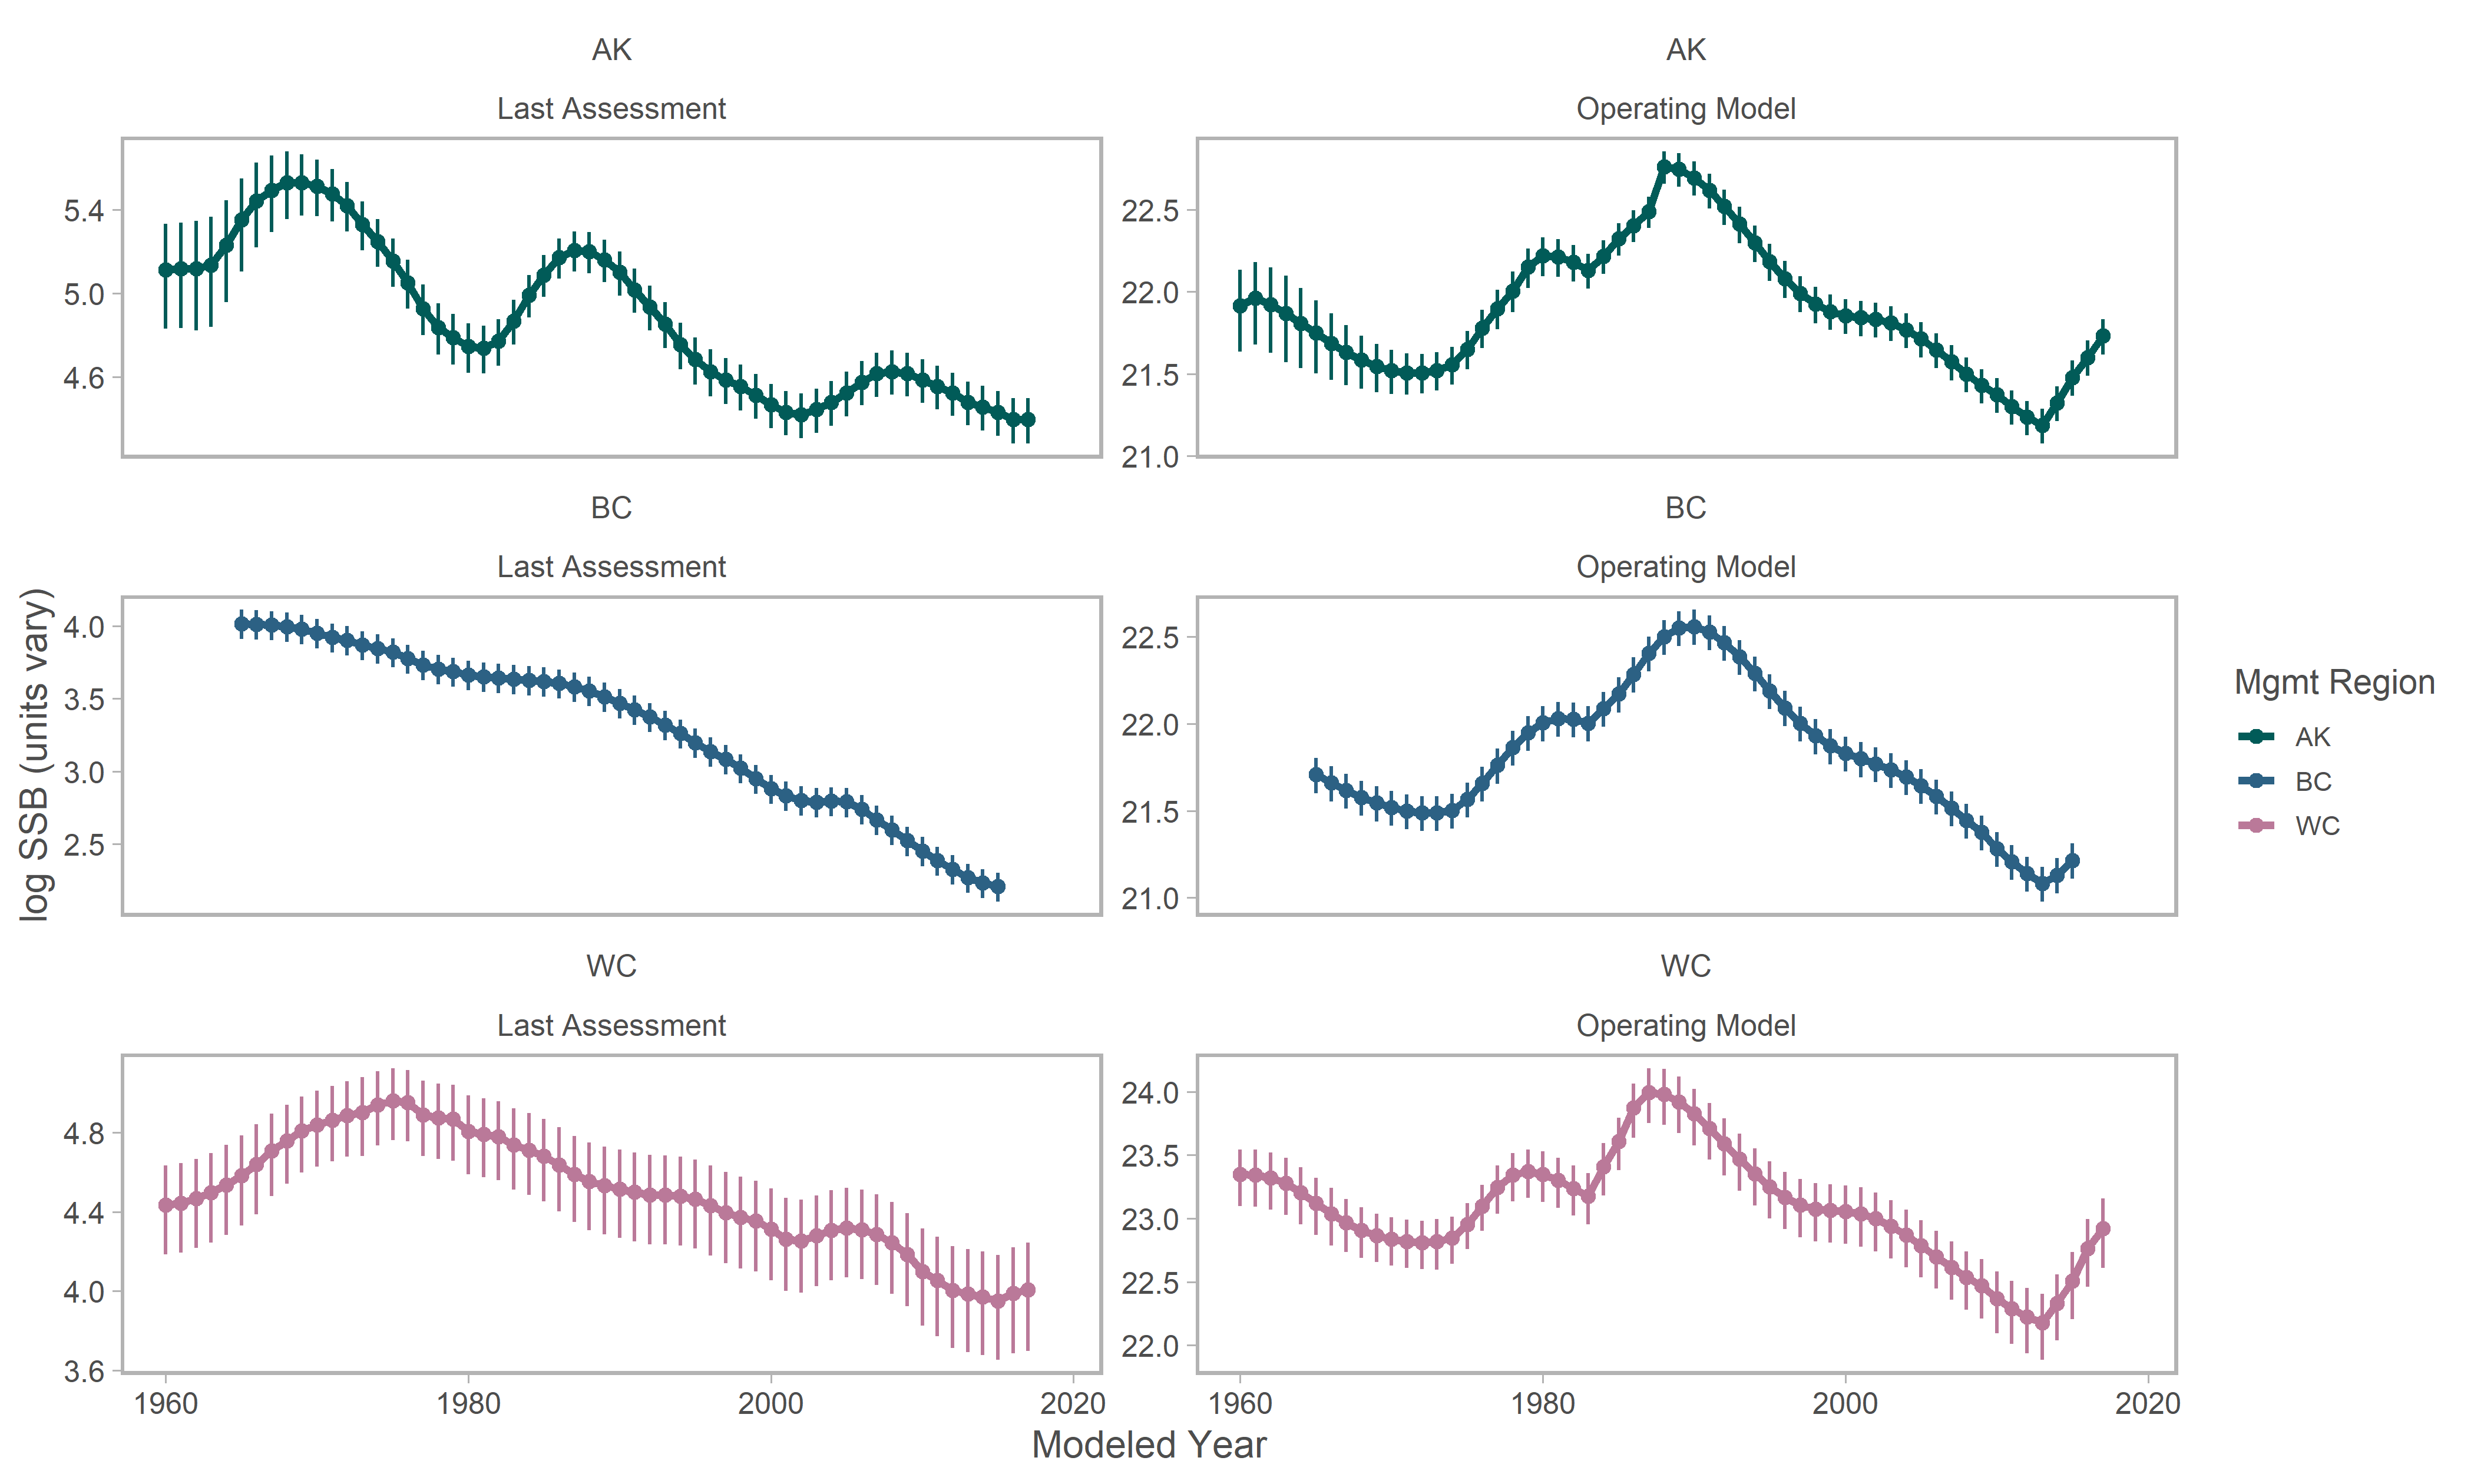 AK
Last Assessment
5.4
5.0
4.6
AK
Operating Model
22.5
22.0
21.5
21.0
BC
Last Assessment
4.0
3.5
3.0
2.5
BC
Operating Model
22.5
22.0
21.5
21.0
WC
Last Assessment
4.8
4.4
4.0
3.6
1960
1980
2000
2020
WC
Operating Model
24.0
23.5
23.0
22.5
22.0
1960
1980
2000
2020
log SSB (units vary)
Modeled Year
Mgmt Region
AK
BC
WC